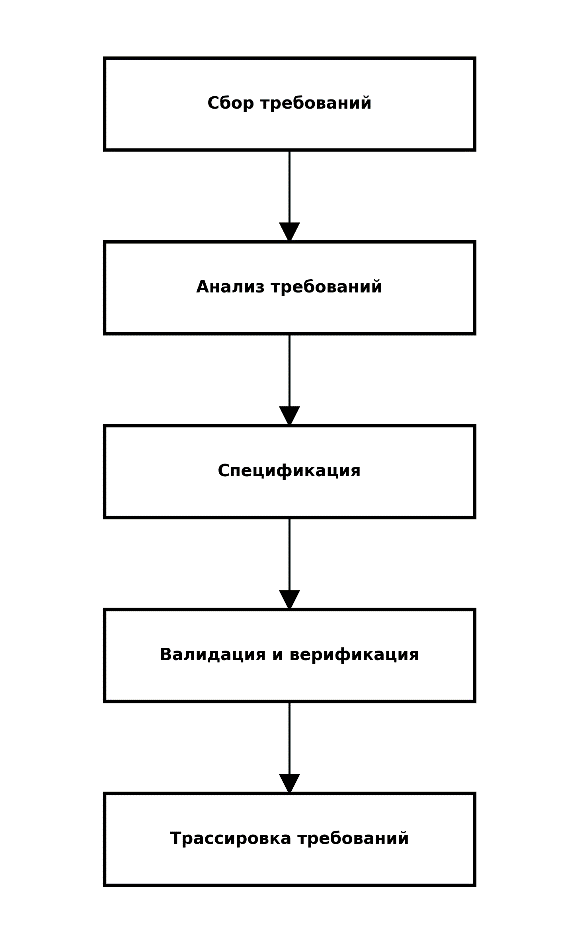 Сбор требований
Анализ требований
Спецификация
Валидация и верификация
Трассировка требований